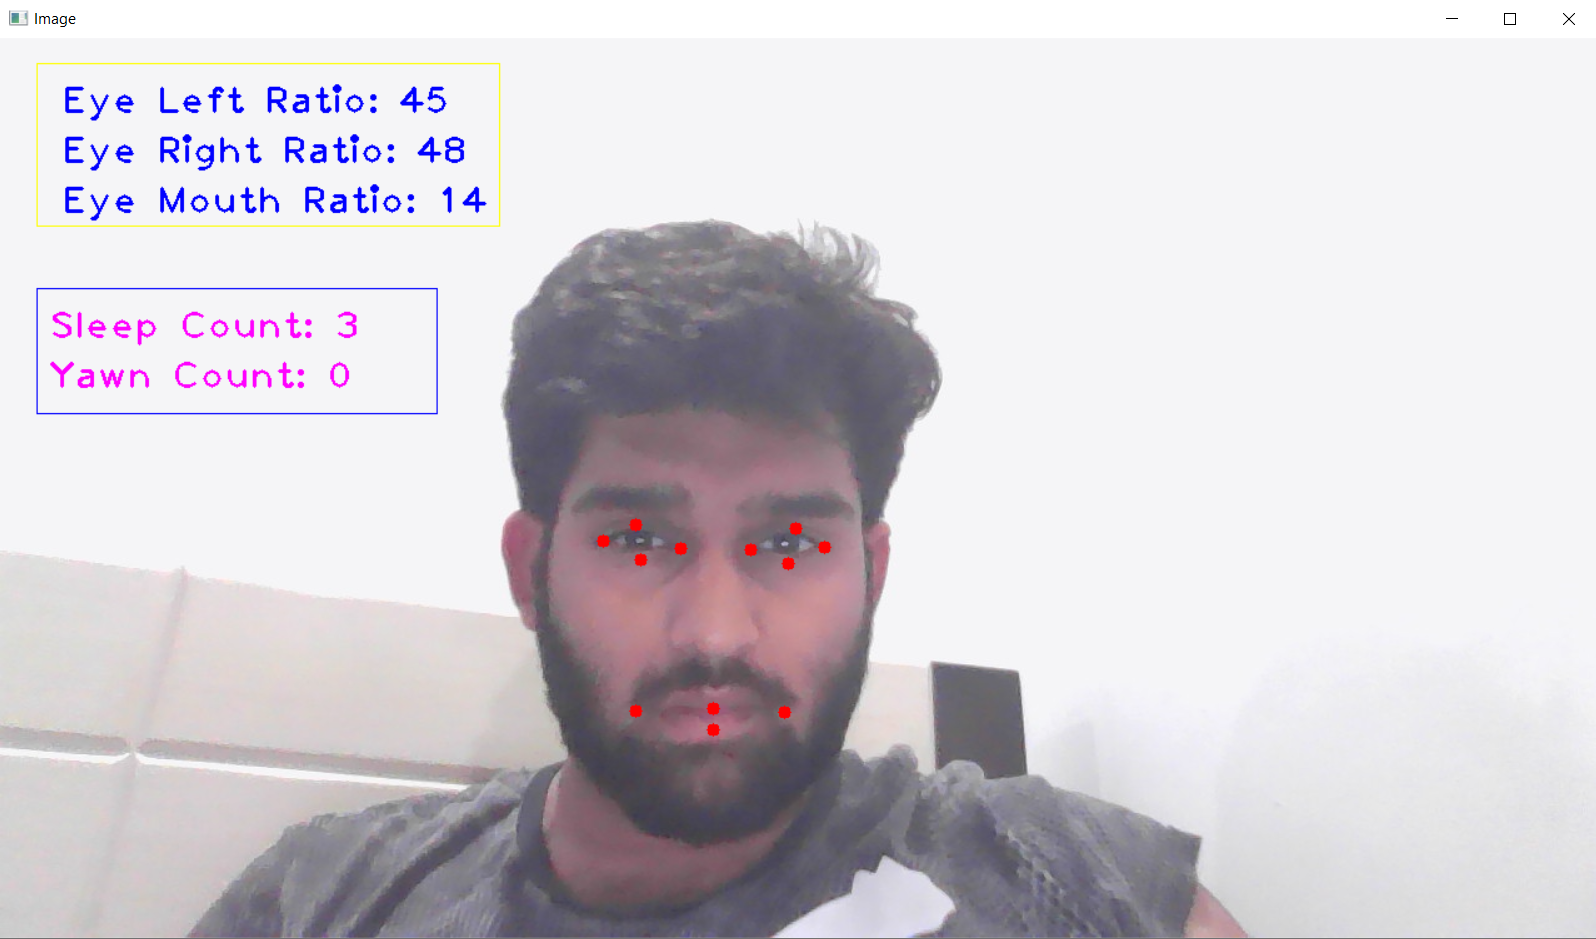 Image
Eye Left Ratio: 45
Eye Right Ratio: 48
Eye Mouth Ratio: 14
Sleep Count: 3
Yawn Count: 0